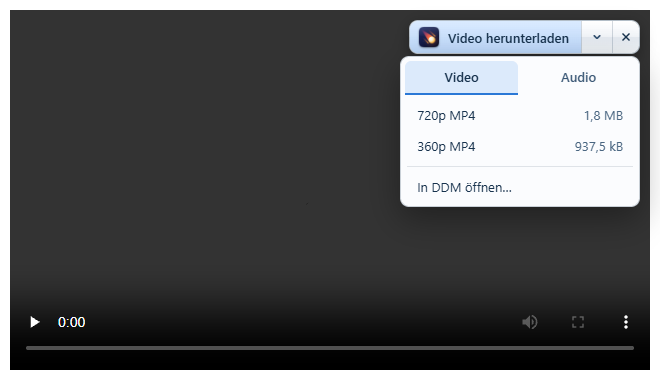 Video herunterladen
Video Audio
720p MP4 1,8 MB
360p MP4 937,5 kB
In DDM öffnen...
0:00